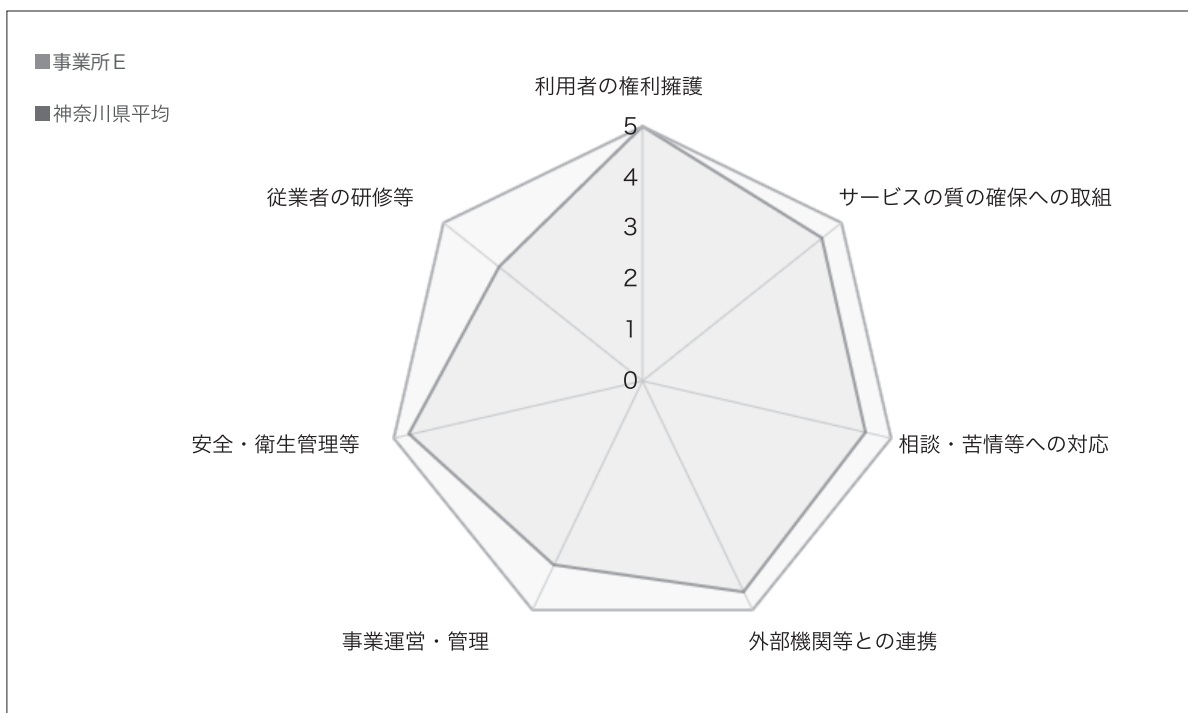 ■事業所E
■神奈川県平均
利用者の権利擁護
サービスの質の確保への取組
相談・苦情等への対応
外部機関等との連携
事業運営・管理
安全・衛生管理等
従業者の研修等
5
4
3
2
1
0